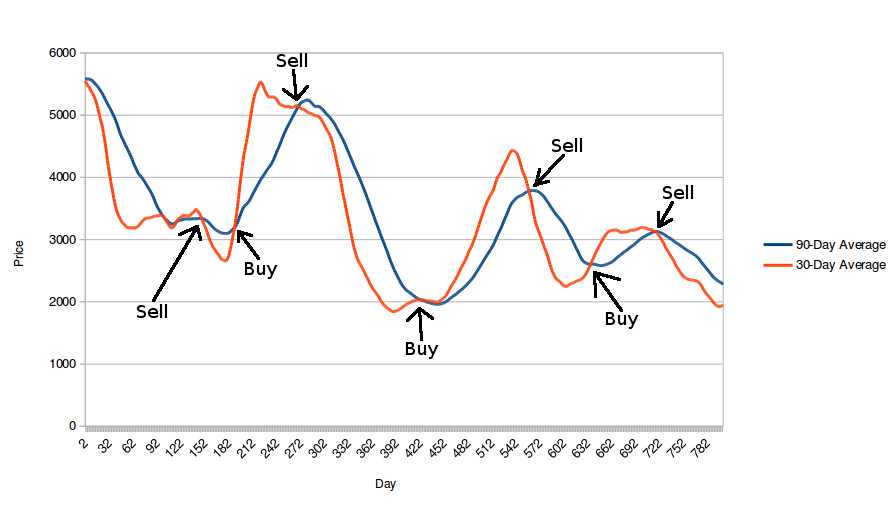 6000
Sell
5000
4000
Sell
Sell
3000
Buy
Price
90-Day Average
30-Day Average
2000
Sell
Buy
Buy
1000
0
2 32 62 92 122 152 182 212 242 272 302 332 362 392 422 452 482 512 542 572 602 632 662 692 722 752 782
Day